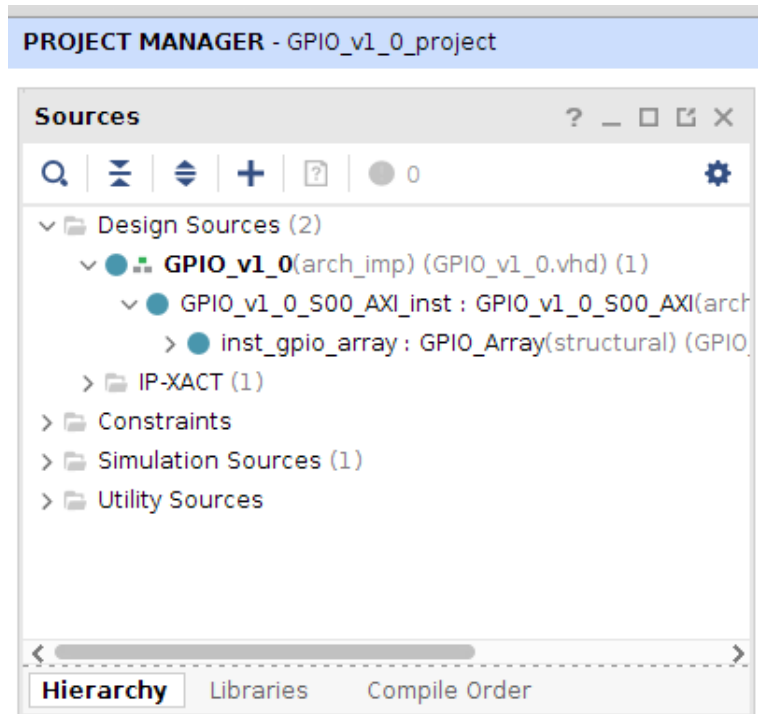 PROJECT MANAGER - GPIO_v1_0_project
Sources ? _
0
Design Sources (2)
GPIO_v1_0(arch_imp) (GPIO_v1_0.vhd) (1)
GPIO_v1_0_S00_AXI_inst : GPIO_v1_0_S00_AXI(arch
inst_gpio_array : GPIO_Array(structural) (GPIO_
IP-XACT (1)
Constraints
Simulation Sources (1)
Utility Sources
Hierarchy Libraries Compile Order